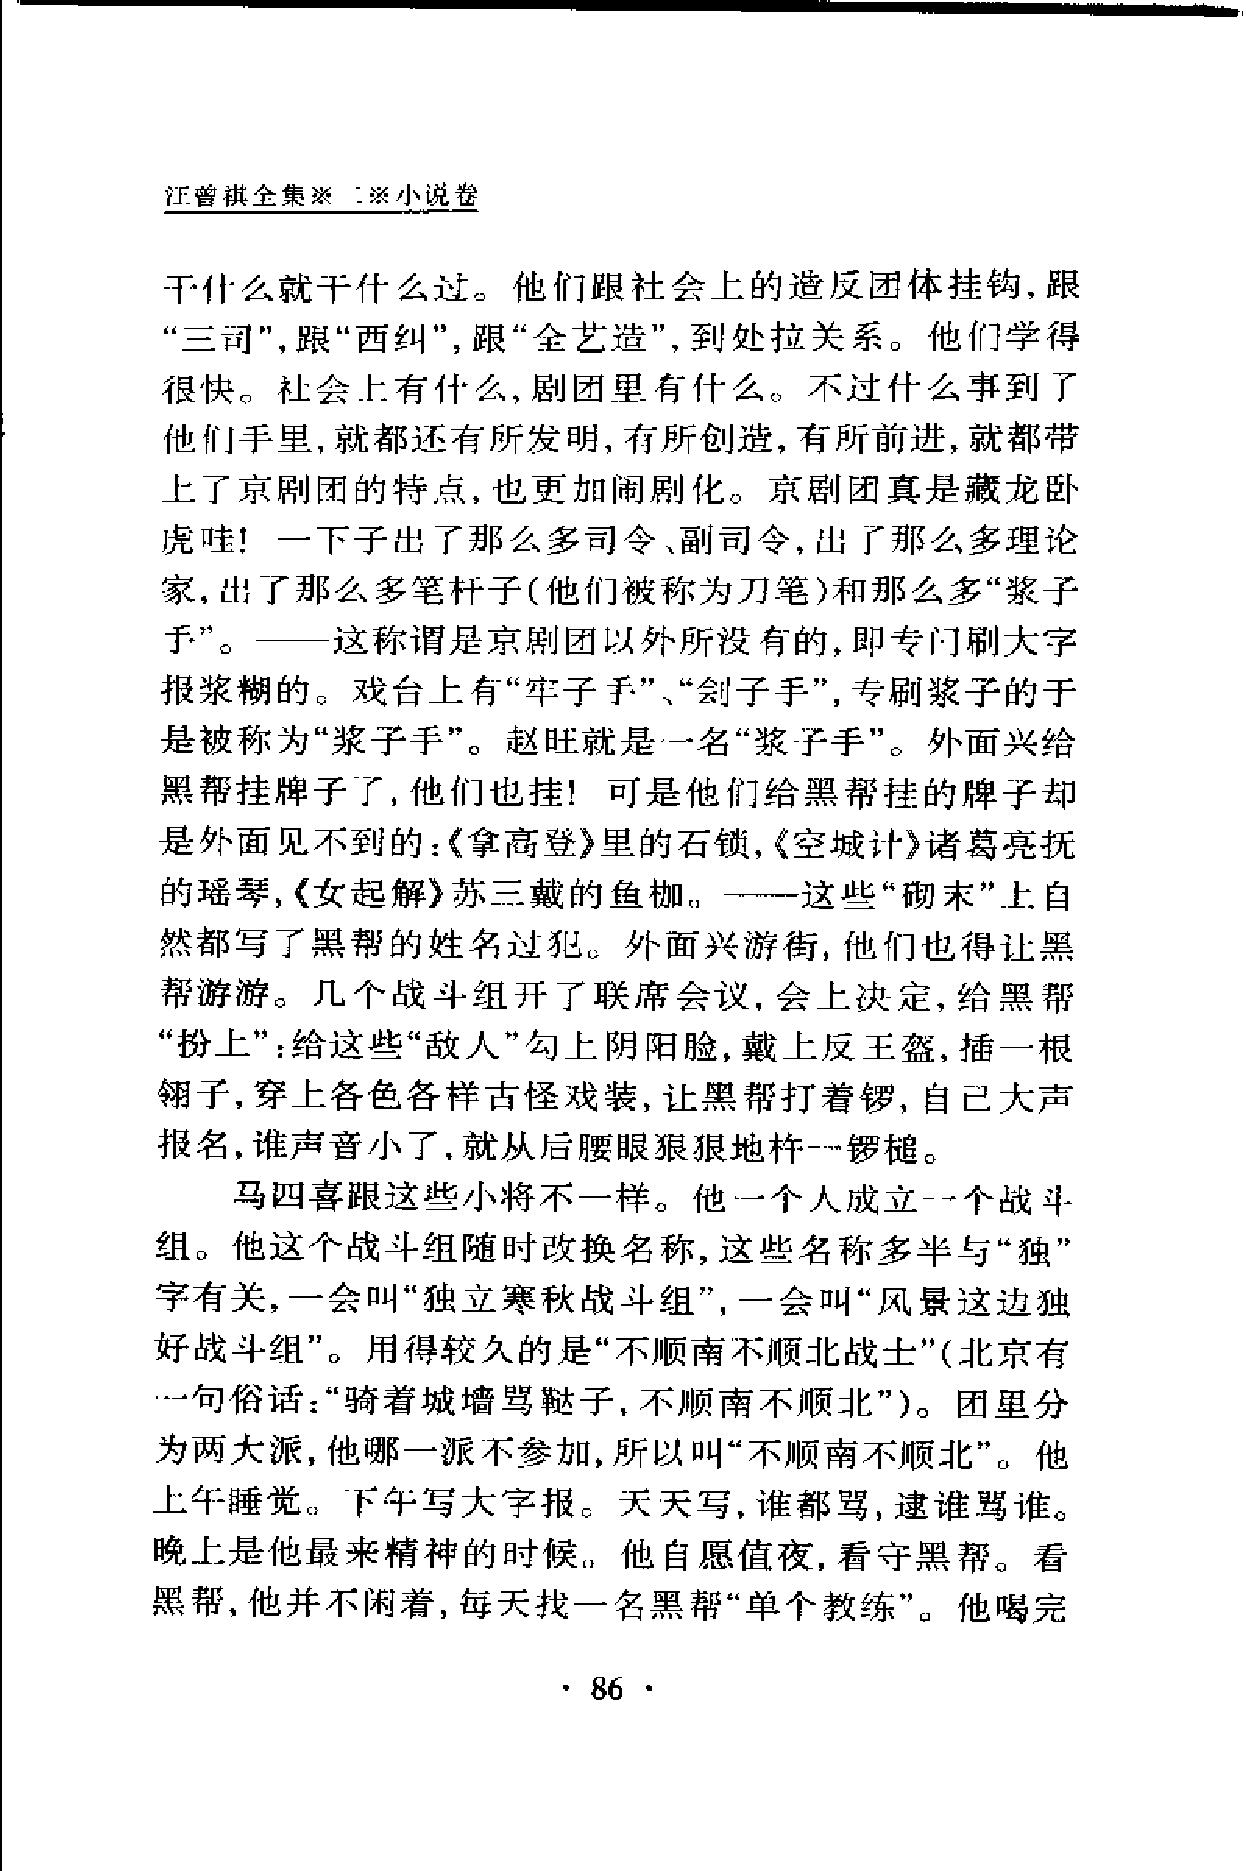 汪曾祺全集※二※小说卷
干什么就干什么过。他们跟社会上的造反团体挂钩,跟
“三司”,跟“西纠”,跟“全艺造”,到处拉关系。他们学得
很快。社会上有什么,剧团里有什么。不过什么事到了
他们手里,就都还有所发明,有所创造,有所前进,就都带
上了京剧团的特点,也更加闹剧化。京剧团真是藏龙卧
虎哇!一下子出了那么多司令、副司令,出了那么多理论
家,出了那么多笔杆子(他们被称为刀笔)和那么多“浆子
手”。——这称谓是京剧团以外所没有的,即专门刷大字
报浆糊的。戏台上有“牢子手”、“刽子手”,专刷浆子的于
是被称为“浆子手”。赵旺就是一名“浆子手”。外面兴给
黑帮挂牌子了,他们也挂!可是他们给黑帮挂的牌子却
是外面见不到的:《拿高登》里的石锁,《空城计》诸葛亮抚
的瑶琴,《女起解》苏三戴的鱼枷。——这些“砌末”上自
然都写了黑帮的姓名过犯。外面兴游街,他们也得让黑
帮游游。几个战斗组开了联席会议,会上决定,给黑帮
“扮上”:给这些“敌人”勾上阴阳脸,戴上反王盔,插一根
翎子,穿上各色各样古怪戏装,让黑帮打着锣,自己大声
报名,谁声音小了,就从后腰眼狠狠地杵一锣槌。
马四喜跟这些小将不一样。他一个人成立一个战斗
组。他这个战斗组随时改换名称,这些名称多半与“独”
字有关,一会叫“独立寒秋战斗组”,一会叫“风景这边独
好战斗组”。用得较久的是“不顺南不顺北战士”(北京有
一句俗话:“骑着城墙骂鞑子,不顺南不顺北”)。团里分
为两大派,他哪一派不参加,所以叫“不顺南不顺北”。他
上午睡觉。下午写大字报。天天写,谁都骂,逮谁骂谁。
晚上是他最来精神的时候。他自愿值夜,看守黑帮。看
黑帮,他并不闲着,每天找一名黑帮“单个教练”。他喝完
· 86 ·